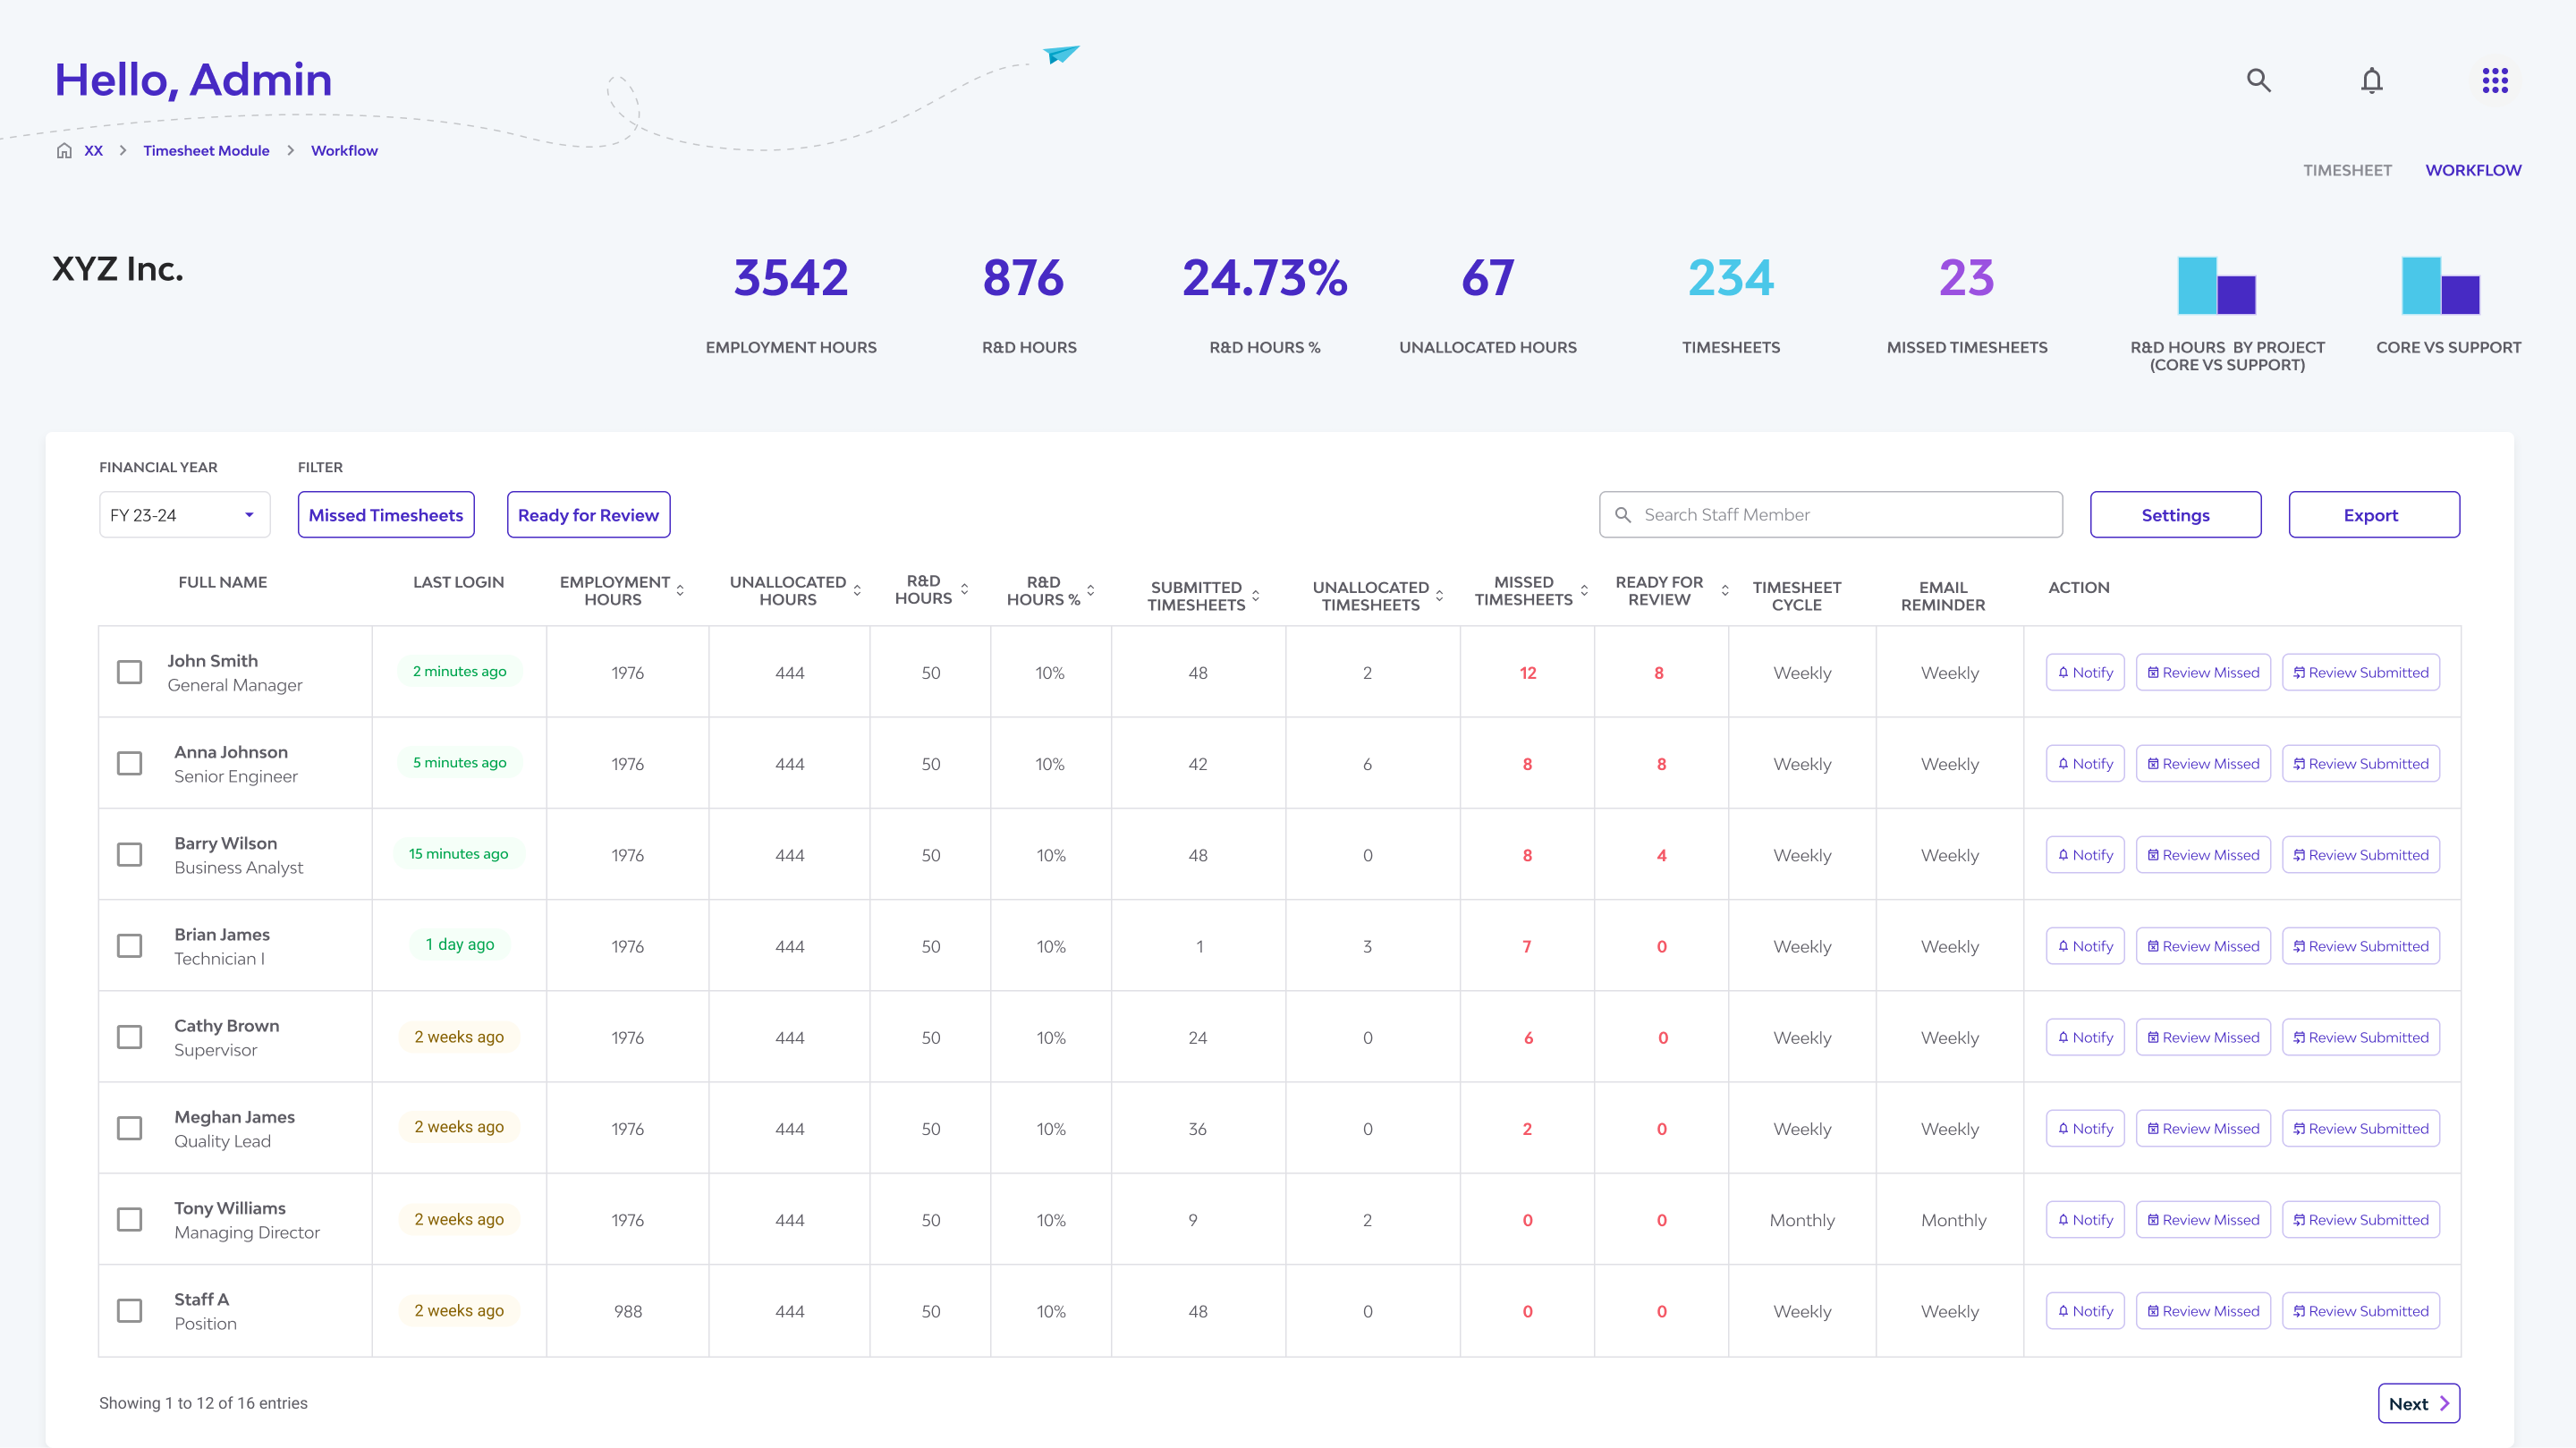 Hello, Admin
XX > Timesheet Module > Workflow
TIMESHEET WORKFLOW
XYZ Inc.
3542 876 24.73% 67 234 23
EMPLOYMENT HOURS R&D HOURS R&D HOURS % UNALLOCATED HOURS TIMESHEETS MISSED TIMESHEETS R&D HOURS BY PROJECT CORE VS SUPPORT
(CORE VS SUPPORT)
FINANCIAL YEAR FILTER
FY 23-24 Missed Timesheets Ready for Review Search Staff Member Settings Export
FULL NAME LAST LOGIN EMPLOYMENT UNALLOCATED R&D R&D SUBMITTED UNALLOCATED MISSED READY FOR TIMESHEET EMAIL ACTION
HOURS HOURS HOURS HOURS % TIMESHEETS TIMESHEETS TIMESHEETS REVIEW CYCLE REMINDER
John Smith
General Manager
2 minutes ago 1976 444 50 10% 48 2 12 8 Weekly Weekly Notify Review Missed Review Submitted
Anna Johnson
Senior Engineer
5 minutes ago 1976 444 50 10% 42 6 8 8 Weekly Weekly Notify Review Missed Review Submitted
Barry Wilson
Business Analyst
15 minutes ago 1976 444 50 10% 48 0 8 4 Weekly Weekly Notify Review Missed Review Submitted
Brian James
Technician I
1 day ago 1976 444 50 10% 1 3 7 0 Weekly Weekly Notify Review Missed Review Submitted
Cathy Brown
Supervisor
2 weeks ago 1976 444 50 10% 24 0 6 0 Weekly Weekly Notify Review Missed Review Submitted
Meghan James
Quality Lead
2 weeks ago 1976 444 50 10% 36 0 2 0 Weekly Weekly Notify Review Missed Review Submitted
Tony Williams
Managing Director
2 weeks ago 1976 444 50 10% 9 2 0 0 Monthly Monthly Notify Review Missed Review Submitted
Staff A
Position
2 weeks ago 988 444 50 10% 48 0 0 0 Weekly Weekly Notify Review Missed Review Submitted
Showing 1 to 12 of 16 entries Next >